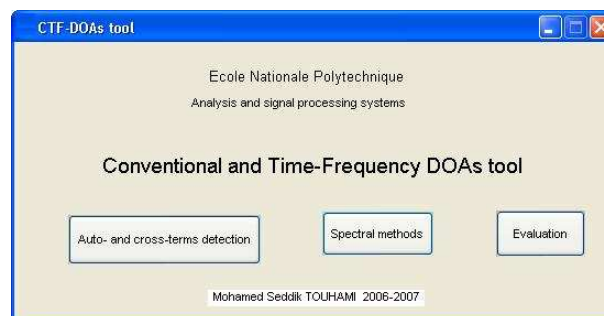 CTF-DOAs tool
Ecole Nationale Polytechnique
Analysis and signal processing systems
Conventional and Time-Frequency DOAs tool
Auto- and cross-terms detection
Spectral methods
Evaluation
Mohamed Seddik TOUHAMI 2006-2007